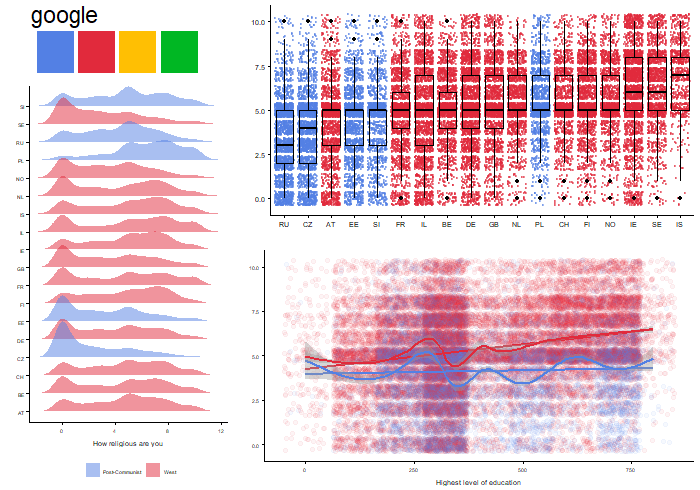 google
SI
SE
RU
PL
NO
NL
IS
IL
IE
GB
FR
FI
EE
DE
CZ
CH
BE
AT
0 4 8 12
How religious are you
Post-Communist West
10.0
7.5
5.0
2.5
0.0
RU CZ AT EE SI FR IL BE DE GB NL PL CH FI NO IE SE IS
10.0
7.5
5.0
2.5
0.0
0 250 500 750
Highest level of education